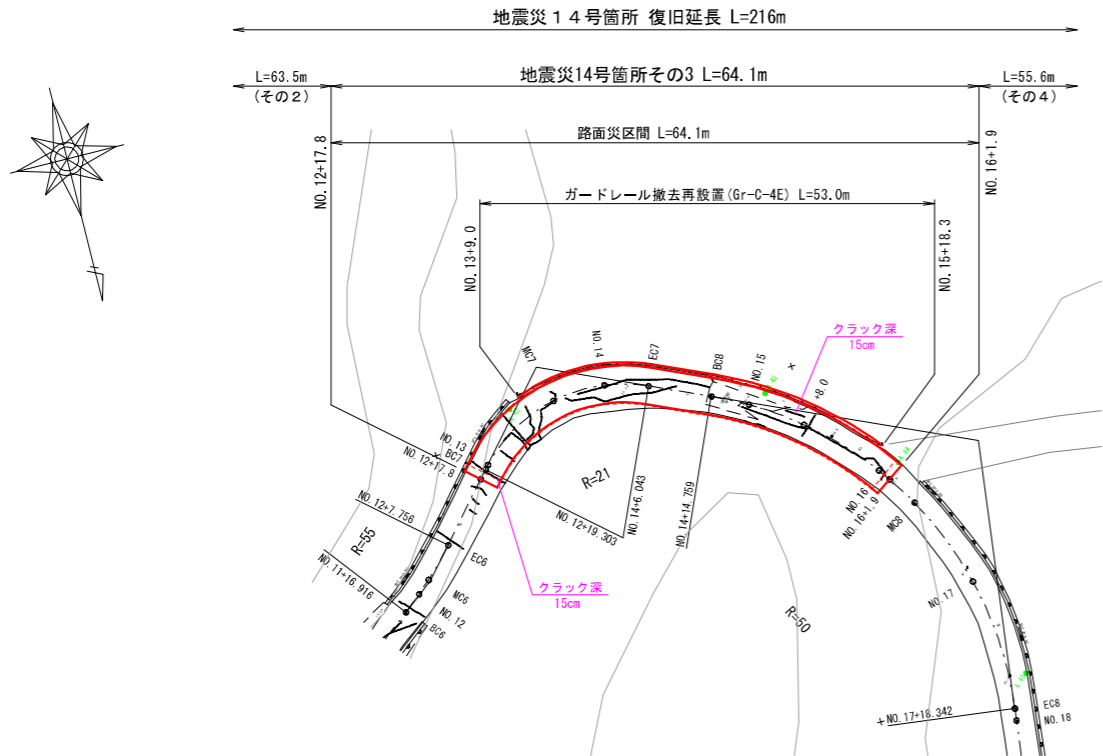 地震災１４号箇所 復旧延長 L=216m
L=63.5m
(その２)
地震災14号箇所その3 L=64.1m
L=55.6m
(その４)
路面災区間 L=64.1m
NO.12+17.8
NO.16+1.9
ガードレール撤去再設置(Gr-C-4E) L=53.0m
NO.13+9.0
NO.15+18.3
クラック深
15cm
MC7
NO.14
EC7
BC8
NO.15
+8.0
NO.13
BC7
NO.12+17.8
R=21
NO.12+19.303
NO.14+6.043
NO.14+14.759
NO.16
NO.16+1.9
MC8
NO.12+7.756
R=55
NO.11+16.916
EC6
MC6
NO.12
BC6
クラック深
15cm
R=50
NO.17
NO.17+18.342
EC8
NO.18